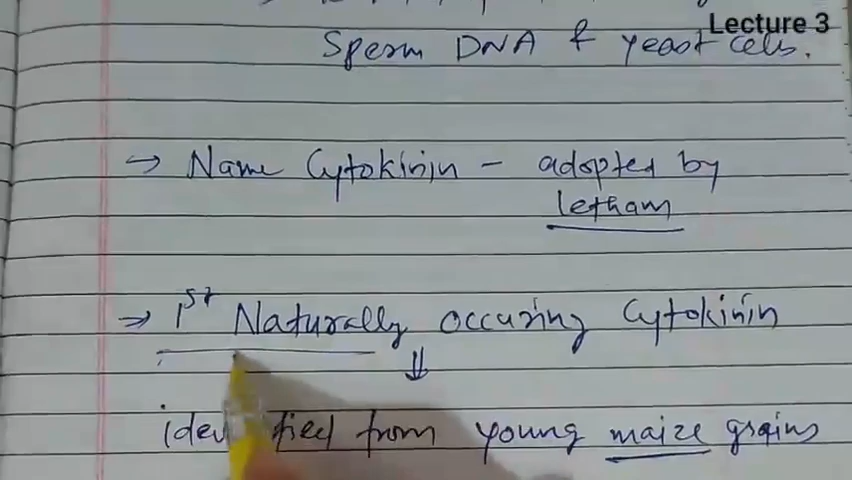 Lecture 3
Sperm DNA & yeast cells.
→ Name Cytokinin - adopted by
letham
→ 1st Naturally occuring Cytokinin
⇓
from young maize grains